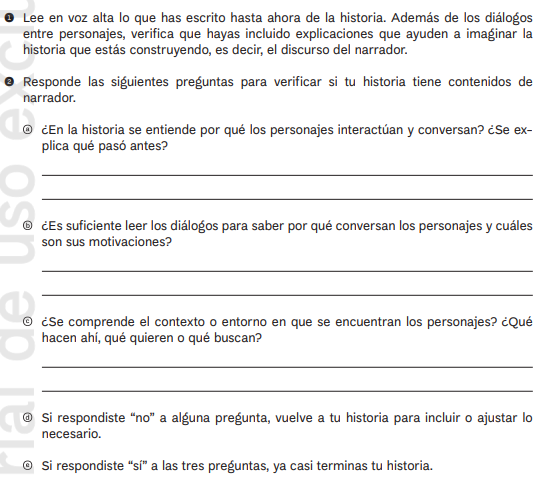 ❶ Lee en voz alta lo que has escrito hasta ahora de la historia. Además de los diálogos
entre personajes, verifica que hayas incluido explicaciones que ayuden a imaginar la
historia que estás construyendo, es decir, el discurso del narrador.
❷ Responde las siguientes preguntas para verificar si tu historia tiene contenidos de
narrador.
ⓐ ¿En la historia se entiende por qué los personajes interactúan y conversan? ¿Se ex-
plica qué pasó antes?
ⓑ ¿Es suficiente leer los diálogos para saber por qué conversan los personajes y cuáles
son sus motivaciones?
ⓒ ¿Se comprende el contexto o entorno en que se encuentran los personajes? ¿Qué
hacen ahí, qué quieren o qué buscan?
ⓓ Si respondiste “no” a alguna pregunta, vuelve a tu historia para incluir o ajustar lo
necesario.
ⓔ Si respondiste “sí” a las tres preguntas, ya casi terminas tu historia.
rial de uso exclu